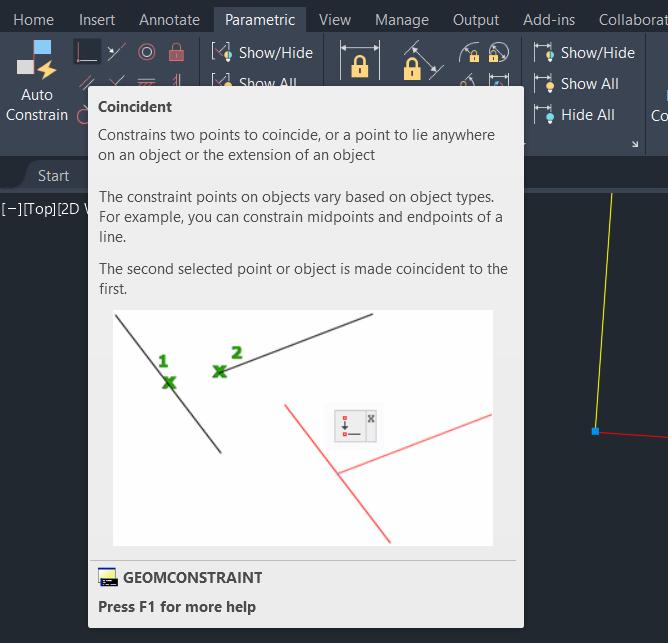 Home Insert Annotate Parametric View Manage Output Add-ins Collaborat
Show/Hide Show/Hide
Auto Show All Show All
Constrain Hide All Co
Start
[−][Top][2D W
Coincident
Constrains two points to coincide, or a point to lie anywhere
on an object or the extension of an object
The constraint points on objects vary based on object types.
For example, you can constrain midpoints and endpoints of a
line.
The second selected point or object is made coincident to the
first.
1
2
x
GEOMCONSTRAINT
Press F1 for more help